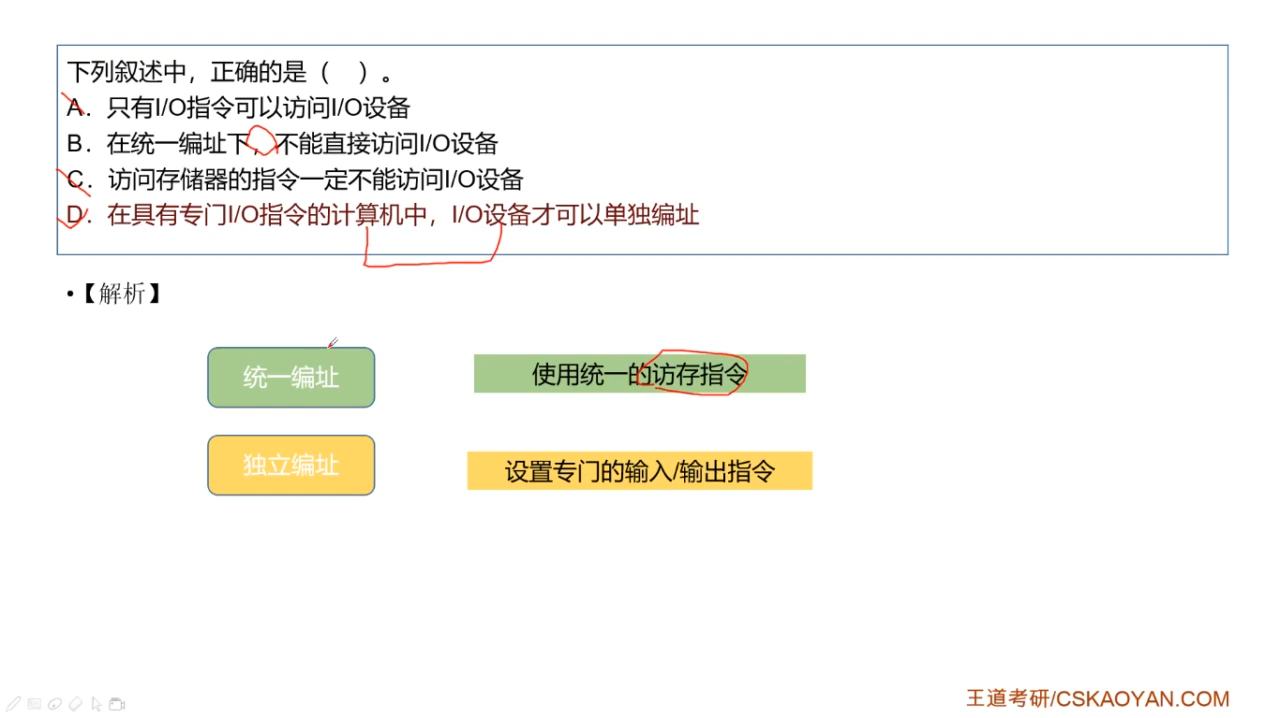 下列叙述中，正确的是（　）。
A．只有I/O指令可以访问I/O设备
B．在统一编址下，不能直接访问I/O设备
C．访问存储器的指令一定不能访问I/O设备
D．在具有专门I/O指令的计算机中，I/O设备才可以单独编址
•【解析】
统一编址
使用统一的访存指令
独立编址
设置专门的输入/输出指令
王道考研/CSKAOYAN.COM